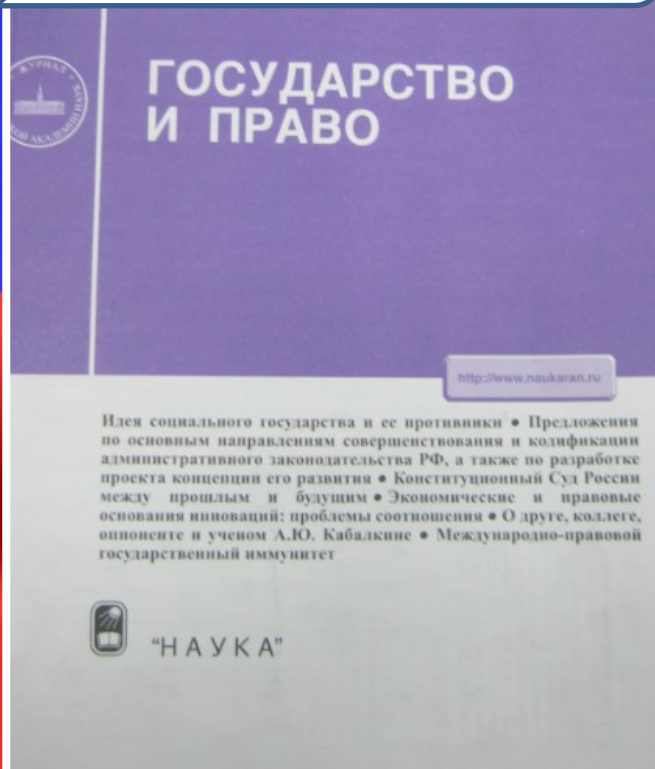 ЖУРНАЛ
ГОСУДАРСТВО
И ПРАВО
http://www.naukaran.ru
Идея социального государства и ее противники • Предложения
по основным направлениям совершенствования и кодификации
административного законодательства РФ, а также по разработке
проекта концепции его развития • Конституционный Суд России
между прошлым и будущим • Экономические и правовые
основания инноваций: проблемы соотношения • О друге, коллеге,
оппоненте и ученом А.Ю. Кабалкине • Международно-правовой
государственный иммунитет
"НАУКА"